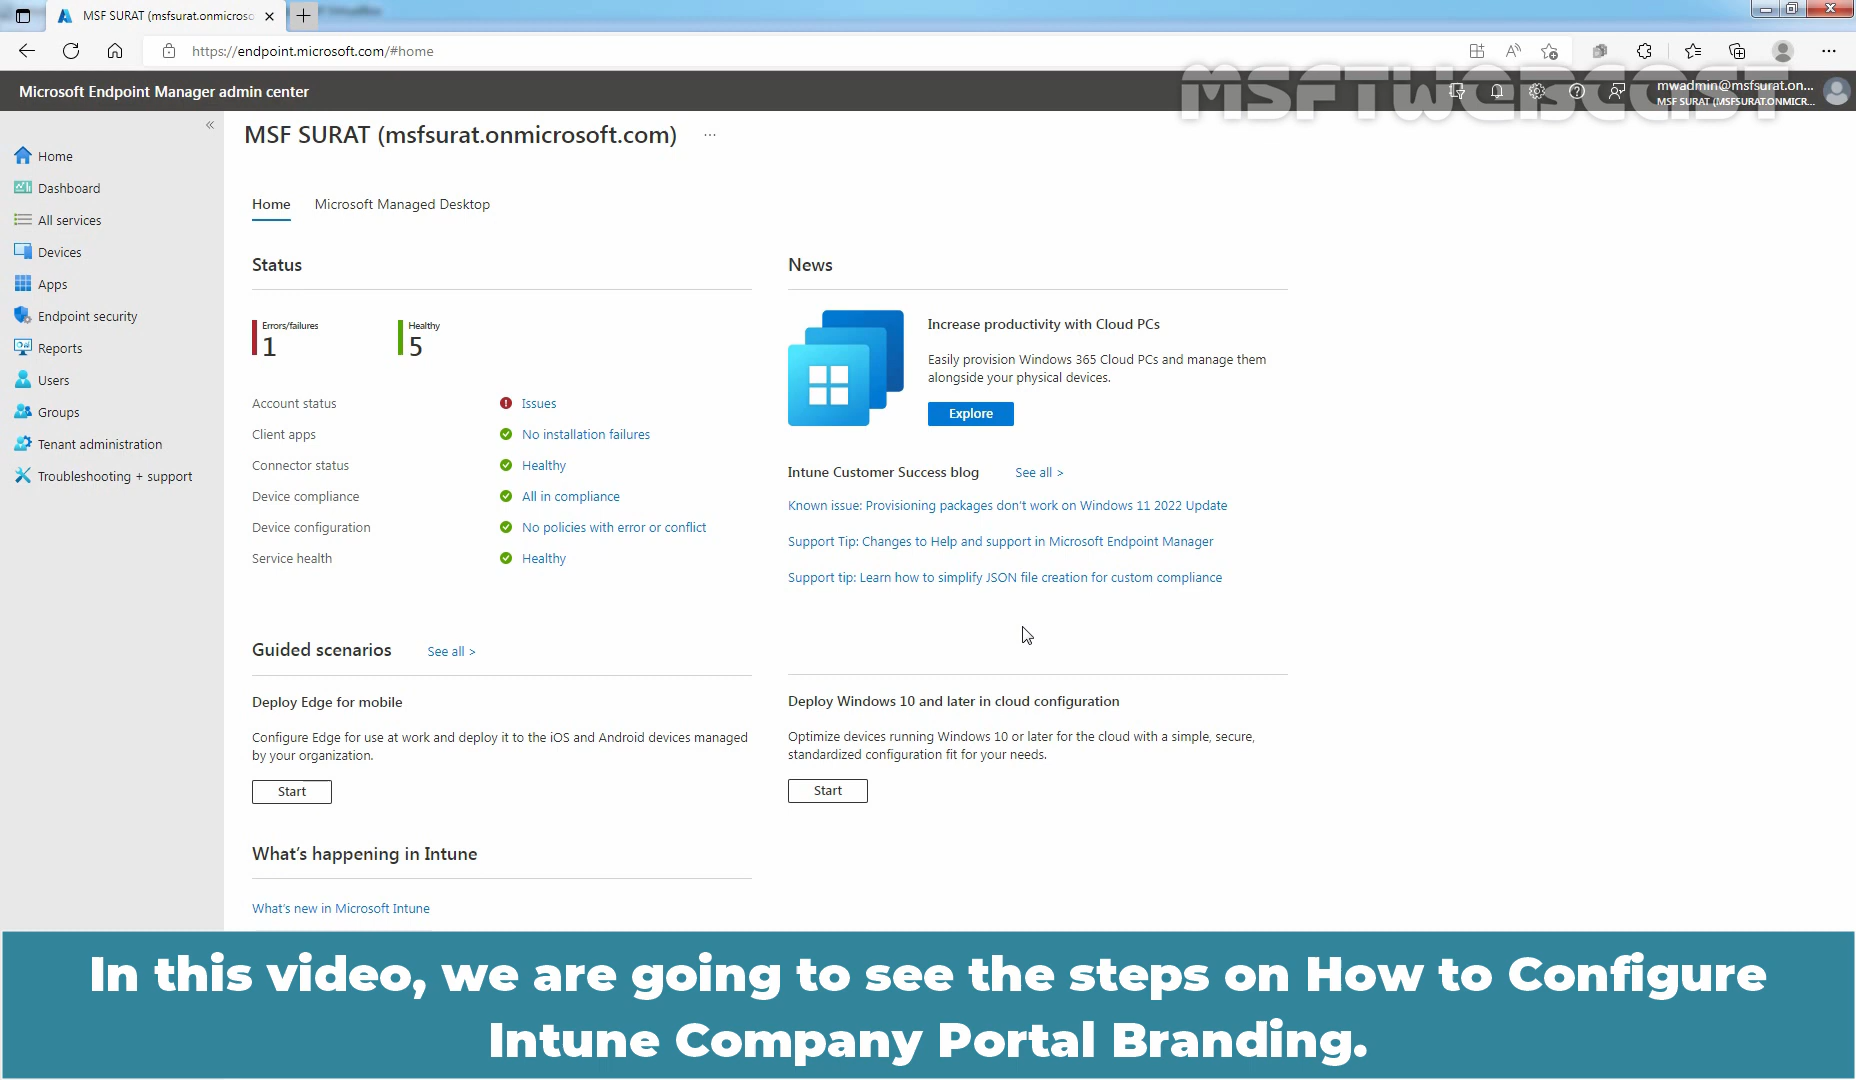 MSF SURAT (msfsurat.onmicroso
https://endpoint.microsoft.com/#home
MSFTWEBCAST
Microsoft Endpoint Manager admin center
mwadmin@msfsurat.on...
MSF SURAT (MSFSURAT.ONMICR...
MSF SURAT (msfsurat.onmicrosoft.com) ...
Home
Dashboard
All services
Devices
Apps
Endpoint security
Reports
Users
Groups
Tenant administration
Troubleshooting + support
Home Microsoft Managed Desktop
Status
Errors/failures
1
Healthy
5
Account status Issues
Client apps No installation failures
Connector status Healthy
Device compliance All in compliance
Device configuration No policies with error or conflict
Service health Healthy
News
Increase productivity with Cloud PCs
Easily provision Windows 365 Cloud PCs and manage them
alongside your physical devices.
Explore
Intune Customer Success blog See all >
Known issue: Provisioning packages don't work on Windows 11 2022 Update
Support Tip: Changes to Help and support in Microsoft Endpoint Manager
Support tip: Learn how to simplify JSON file creation for custom compliance
Guided scenarios See all >
Deploy Edge for mobile
Configure Edge for use at work and deploy it to the iOS and Android devices managed
by your organization.
Start
Deploy Windows 10 and later in cloud configuration
Optimize devices running Windows 10 or later for the cloud with a simple, secure,
standardized configuration fit for your needs.
Start
What's happening in Intune
What's new in Microsoft Intune
In this video, we are going to see the steps on How to Configure
Intune Company Portal Branding.